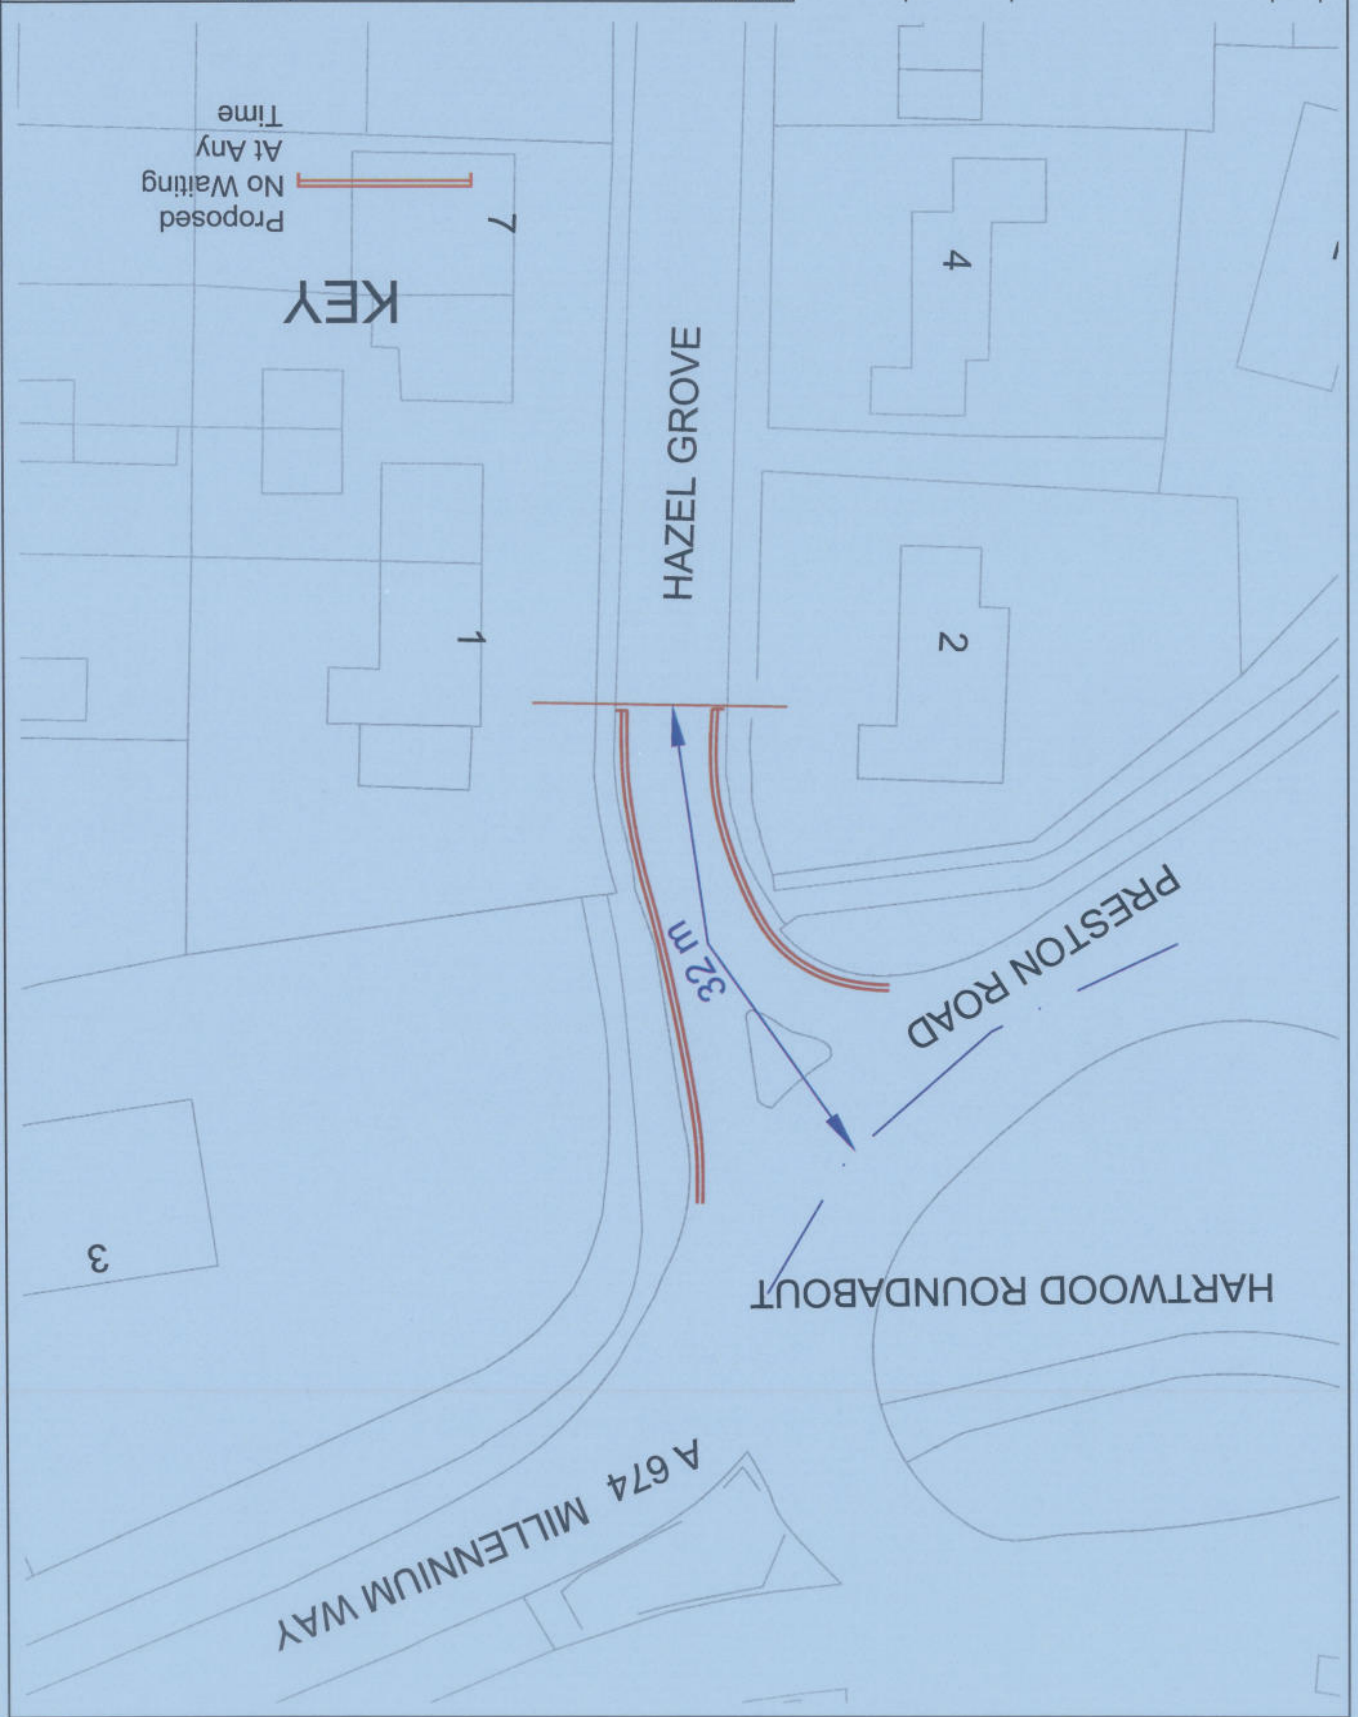 A 674 MILLENNIUM WAY
HARTWOOD ROUNDABOUT
3
PRESTON ROAD
32 m
2
1
HAZEL GROVE
4
7
KEY
Proposed
No Waiting
At Any
Time